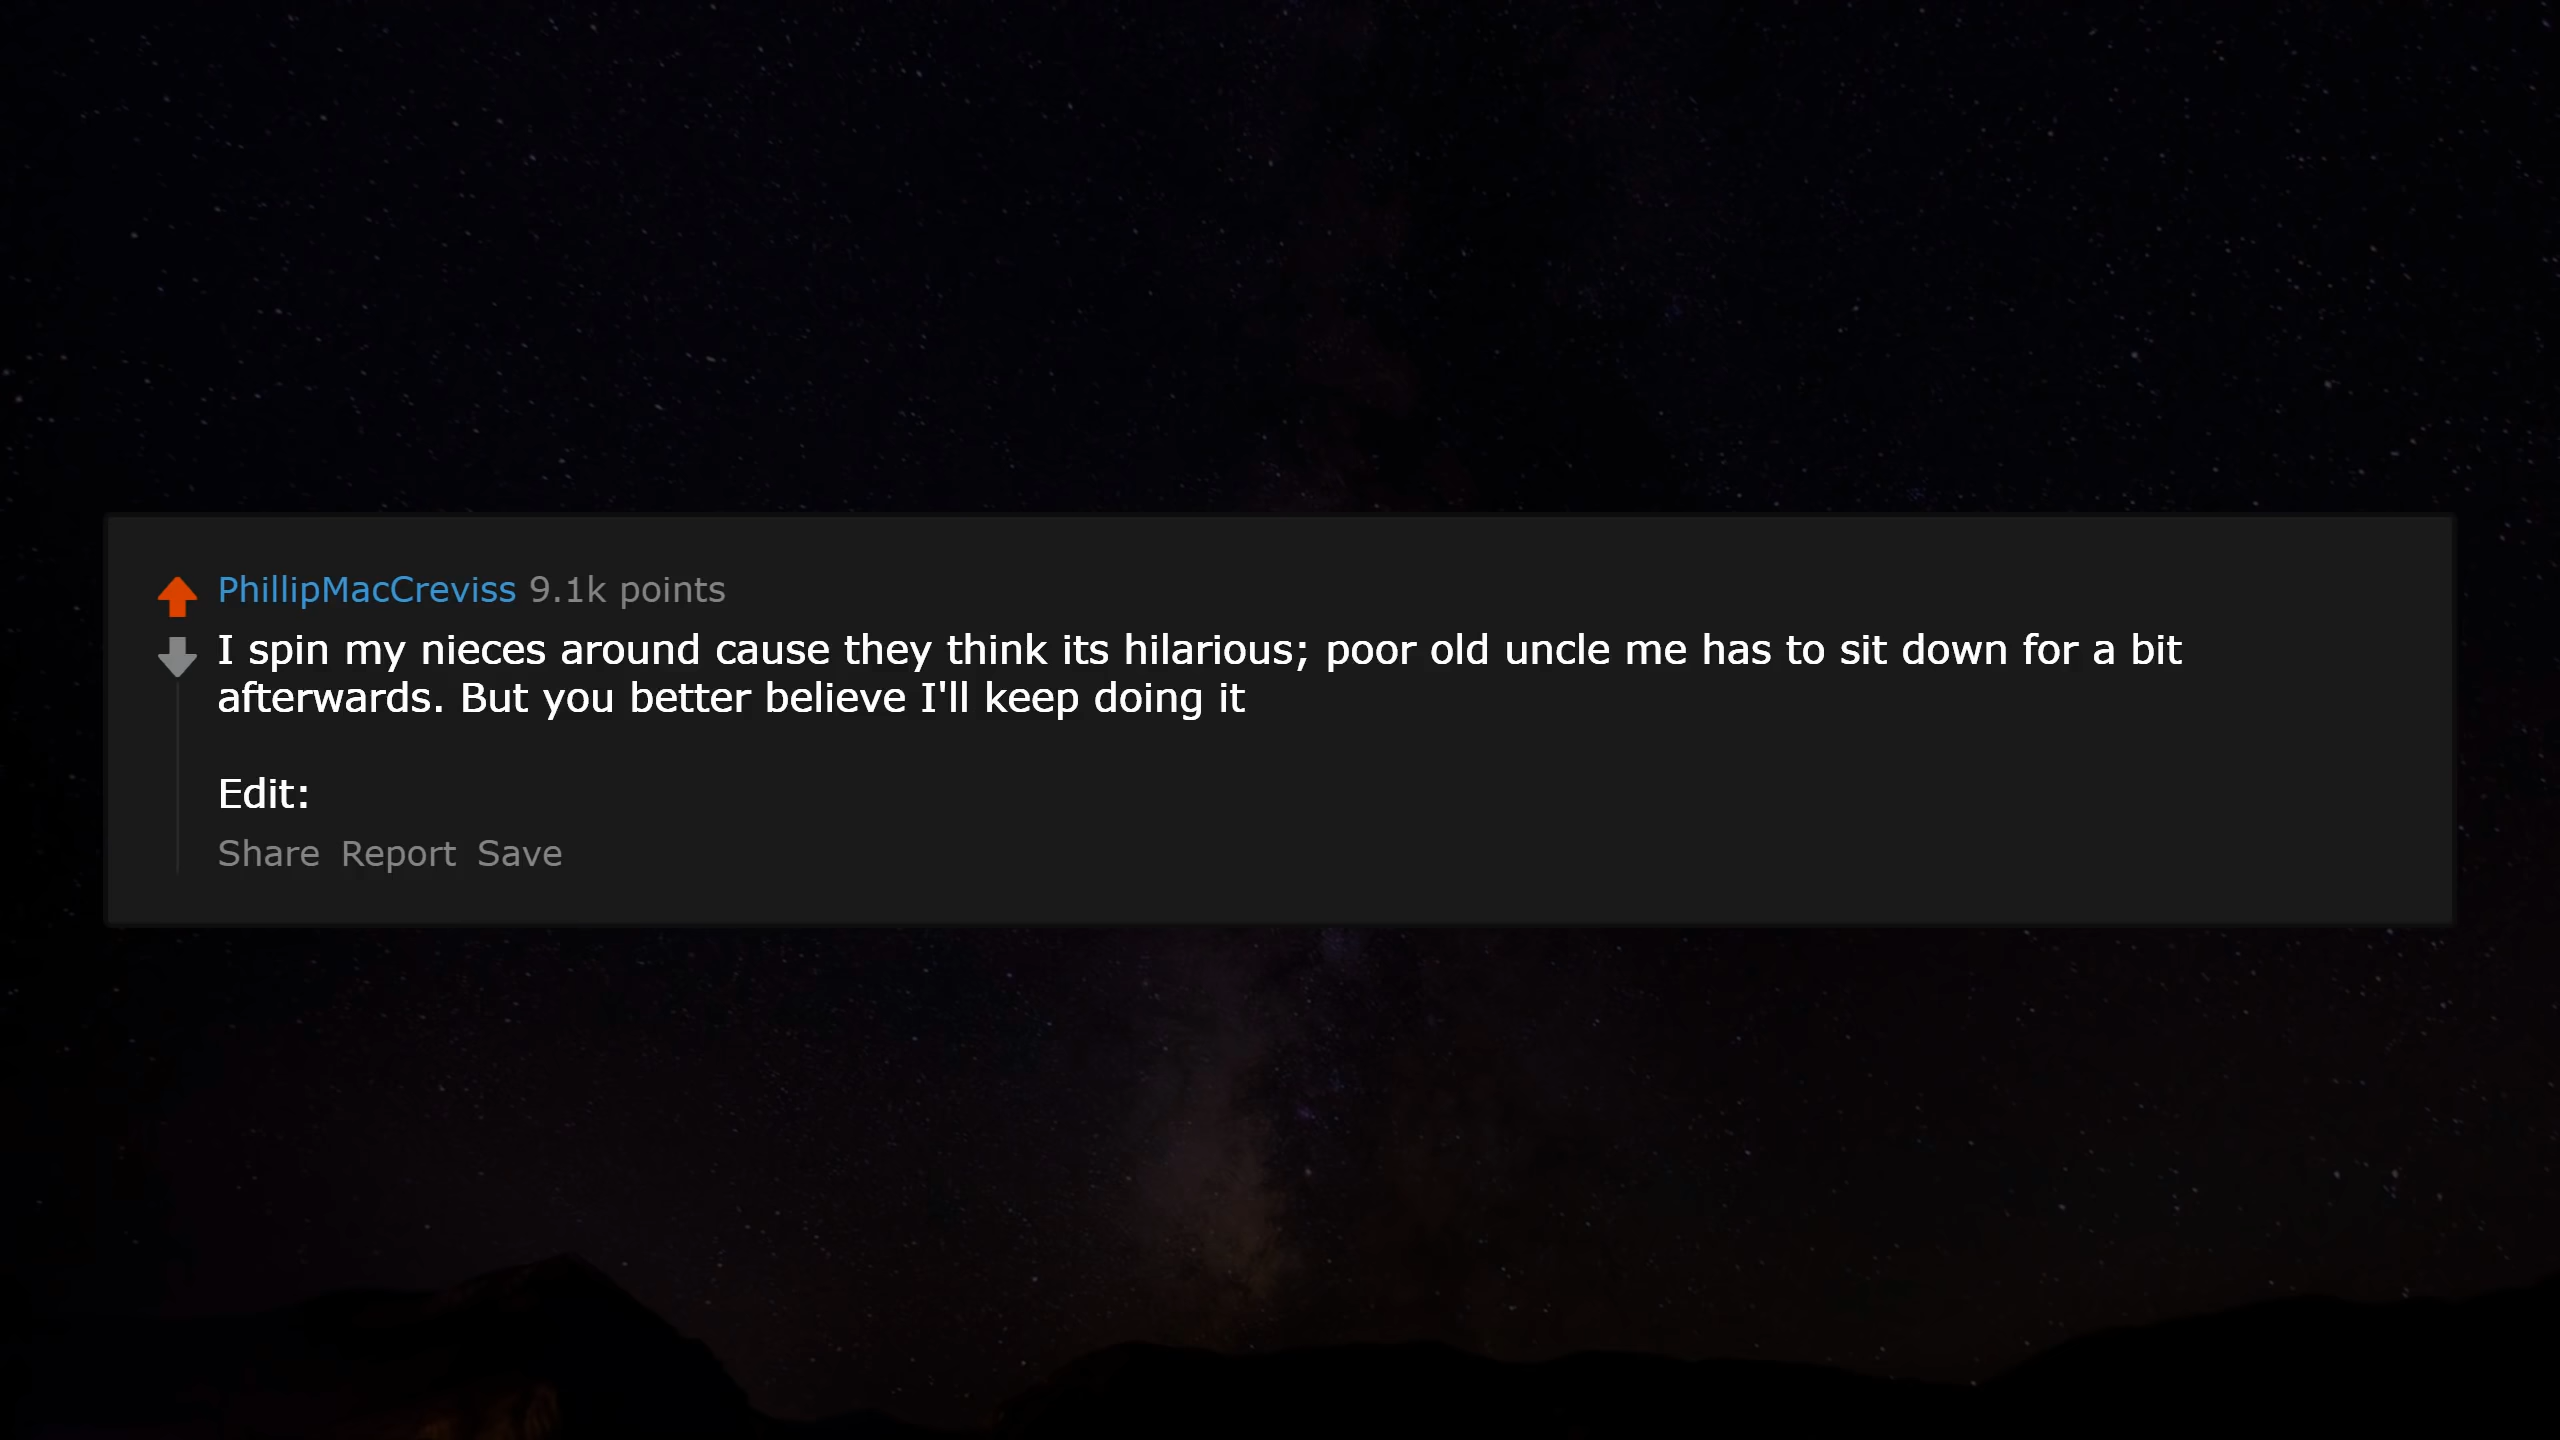 PhillipMacCreviss 9.1k points
I spin my nieces around cause they think its hilarious; poor old uncle me has to sit down for a bit
afterwards. But you better believe I'll keep doing it
Edit:
Share Report Save